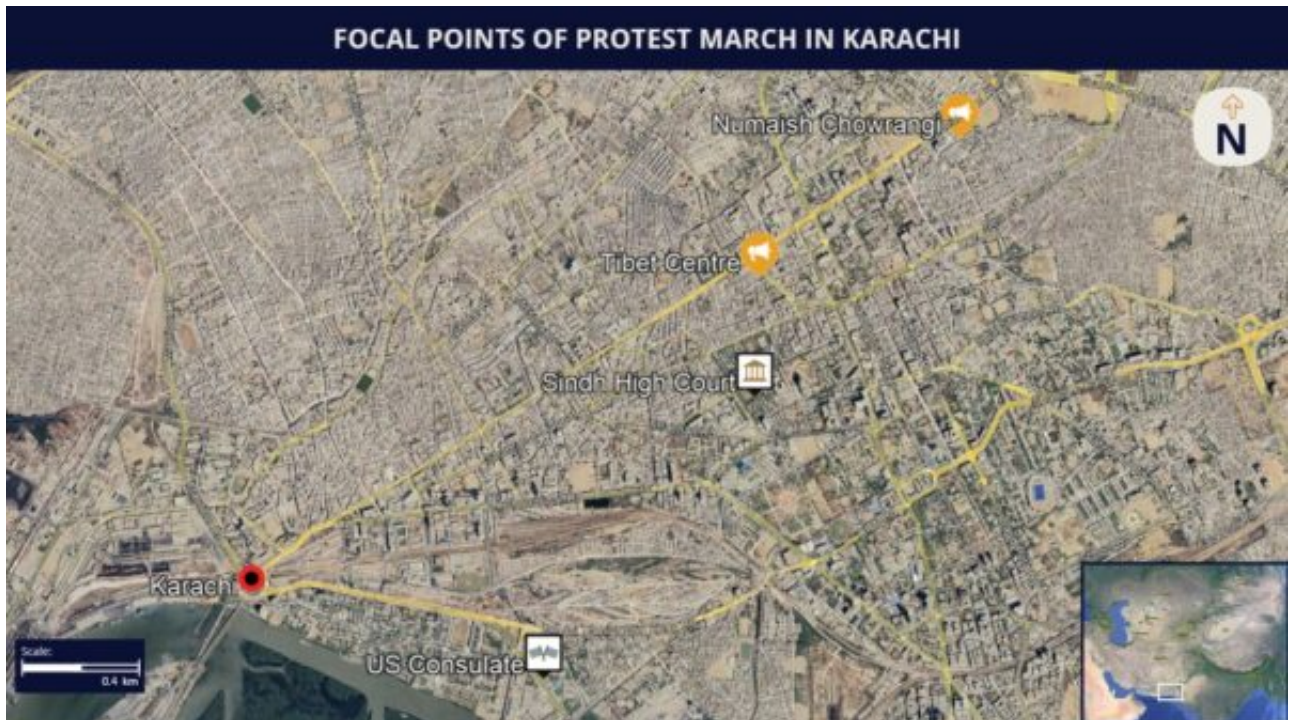 FOCAL POINTS OF PROTEST MARCH IN KARACHI
N
Numaish Chowrangi
Tibet Centre
Sindh High Court
Karachi
US Consulate
Scale:
0.4 km